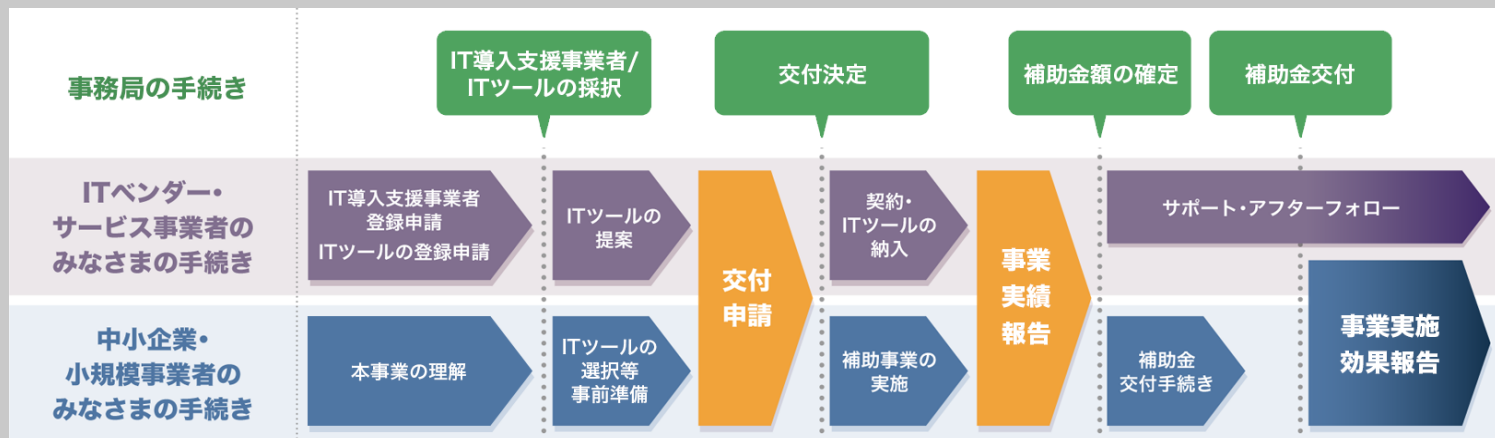 事務局の手続き
IT導入支援事業者/
ITツールの採択
交付決定
補助金額の確定
補助金交付
ITベンダー・
サービス事業者の
みなさまの手続き
IT導入支援事業者
登録申請
ITツールの登録申請
ITツールの
提案
交付
申請
契約・
ITツールの
納入
事業
実績
報告
サポート・アフターフォロー
中小企業・
小規模事業者の
みなさまの手続き
本事業の理解
ITツールの
選択等
事前準備
補助事業の
実施
補助金
交付手続き
事業実施
効果報告